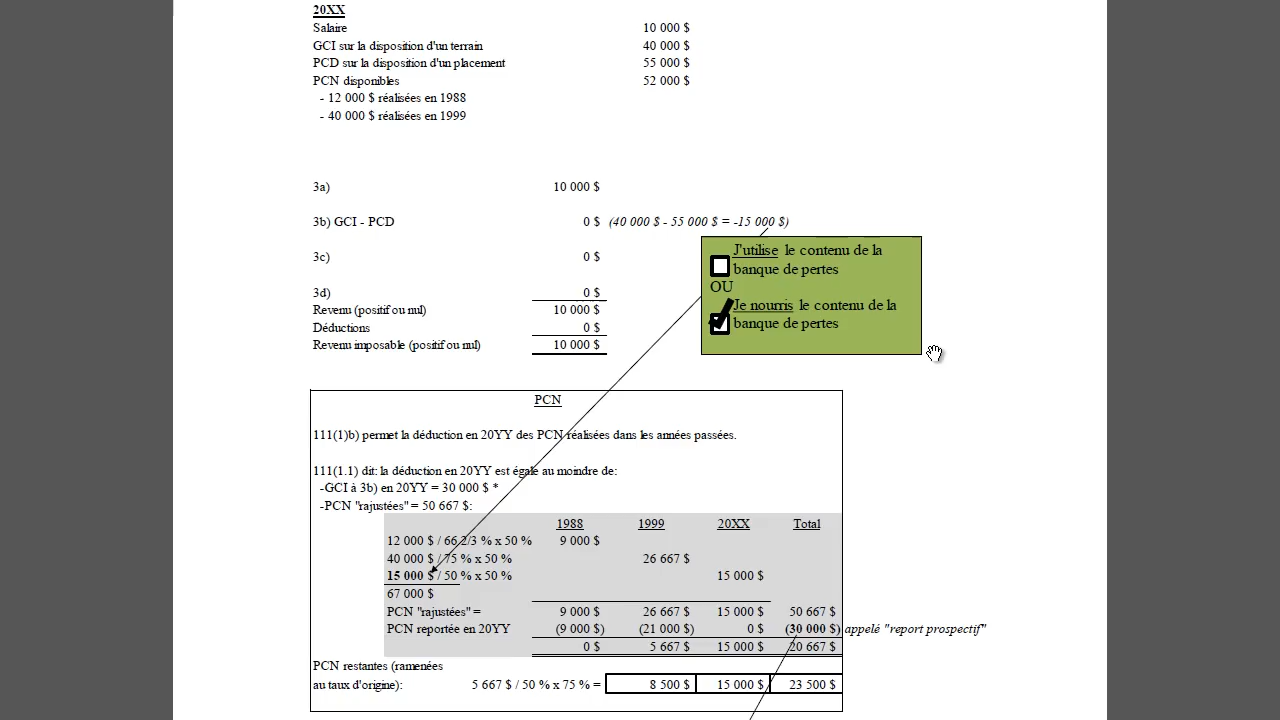 20XX
Salaire 10 000 $
GCI sur la disposition d'un terrain 40 000 $
PCD sur la disposition d'un placement 55 000 $
PCN disponibles 52 000 $
- 12 000 $ réalisées en 1988
- 40 000 $ réalisées en 1999
3a) 10 000 $
3b) GCI - PCD 0 $ (40 000 $ - 55 000 $ = -15 000 $)
J'utilise le contenu de la
banque de pertes
OU
Je nourris le contenu de la
banque de pertes
3c) 0 $
3d) 0 $
Revenu (positif ou nul) 10 000 $
Déductions 0 $
Revenu imposable (positif ou nul) 10 000 $
PCN
111(1)b) permet la déduction en 20YY des PCN réalisées dans les années passées.
111(1.1) dit: la déduction en 20YY est égale au moindre de:
-GCI à 3b) en 20YY = 30 000 $ *
-PCN "rajustées" = 50 667 $:
1988 1999 20XX Total
12 000 $ / 66 2/3 % x 50 % 9 000 $
40 000 $ / 75 % x 50 % 26 667 $
15 000 $ / 50 % x 50 % 15 000 $
67 000 $
PCN "rajustées" = 9 000 $ 26 667 $ 15 000 $ 50 667 $
PCN reportée en 20YY (9 000 $) (21 000 $) 0 $ (30 000 $) appelé "report prospectif"
0 $ 5 667 $ 15 000 $ 20 667 $
PCN restantes (ramenées
au taux d'origine): 5 667 $ / 50 % x 75 % = 8 500 $ 15 000 $ 23 500 $